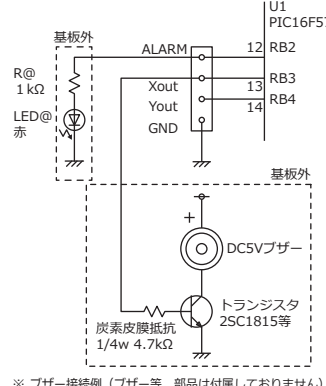 U1
PIC16F57
基板外
ALARM
12 RB2
R@
1kΩ
RB3
Xout
13
Yout
RB4
14
LED@
赤
GND
基板外
+
DC5Vブザー
トランジスタ
2SC1815等
炭素皮膜抵抗
1/4w 4.7kΩ
※ ブザー接続例（ブザー等、部品は付属しておりません）